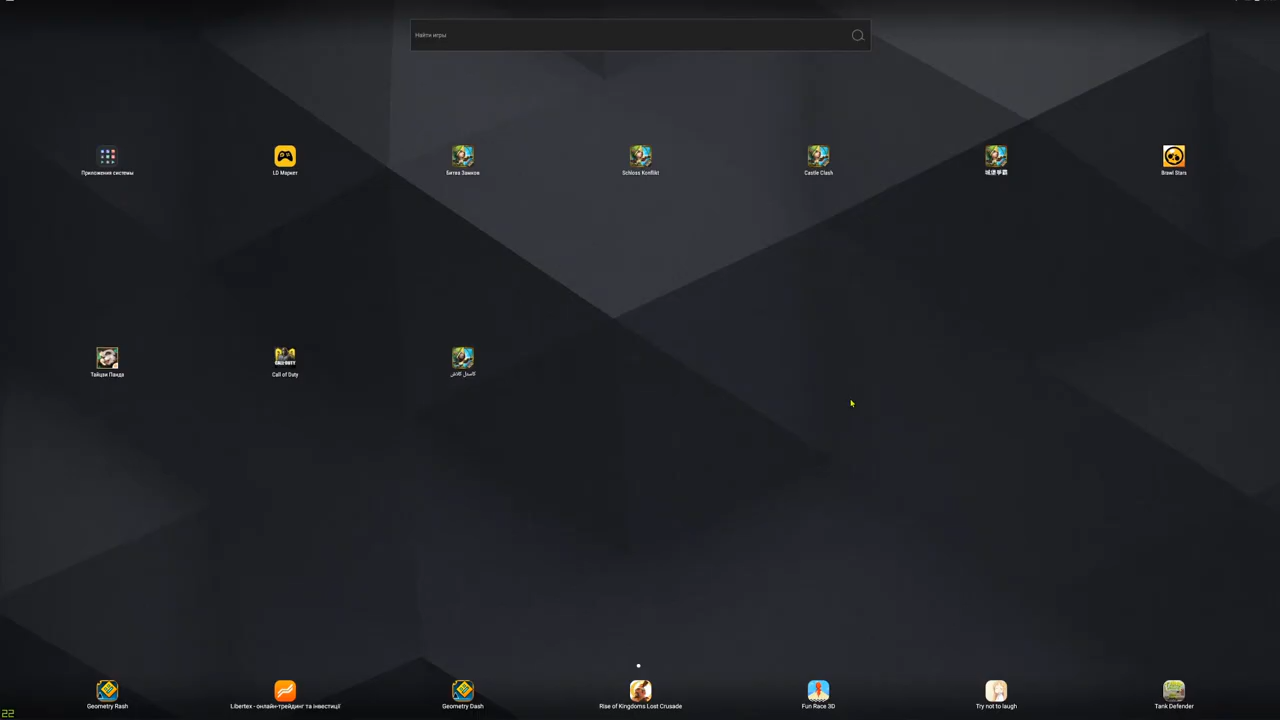 Найти игры
Приложения системы
LD Маркет
Битва Замков
Schloss Konflikt
Castle Clash
城堡爭霸
Brawl Stars
Тайцзи Панда
Call of Duty
كاستل كلاش
Geometry Rash
Libertex - онлайн-трейдинг та інвестиції
Geometry Dash
Rise of Kingdoms Lost Crusade
Fun Race 3D
Try not to laugh
Tank Defender
22